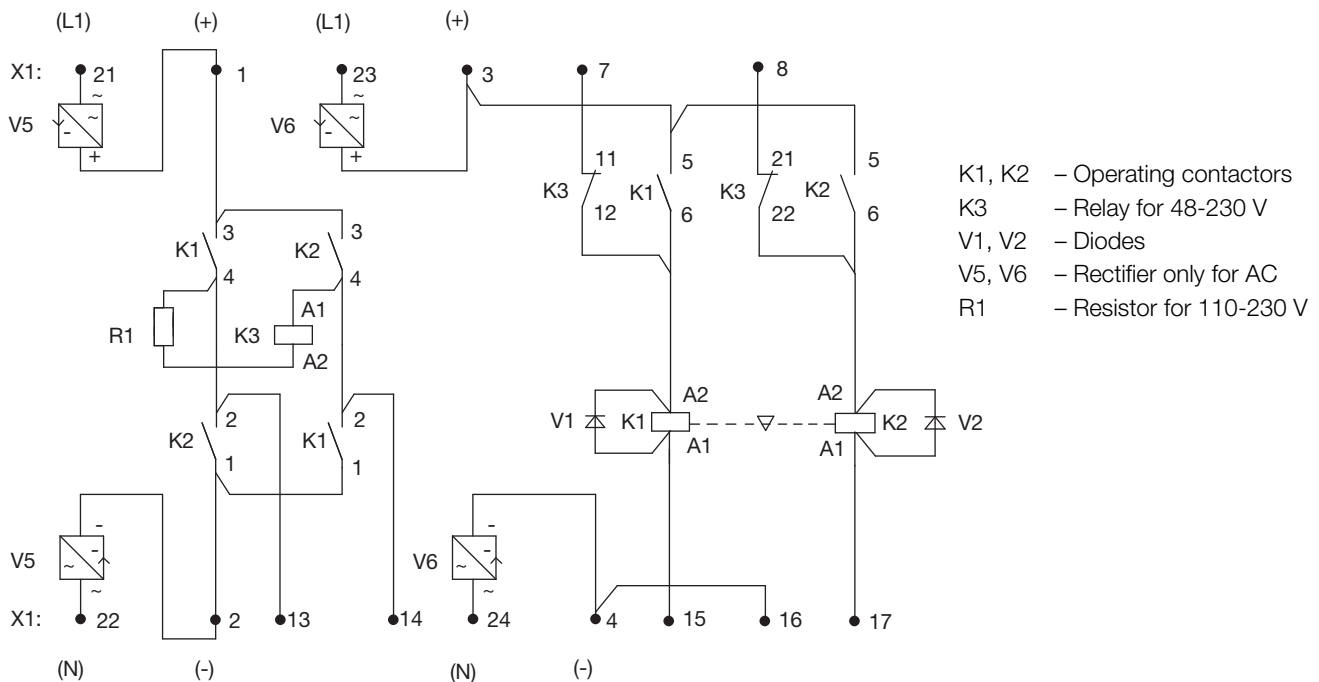 (L1) (+) (L1) (+)
X1: 21 1 23 3 7 8
~ ~
V5 ~ - V6 ~ -
+ +
11 5 21 5
K3 K1 K3 K2
12 6 22 6
3 3
K1 K2
4 4
A1
R1 K3
A2
A2 A2
V1 K1 K2 V2
A1 A1
2 2
K2 K1
1 1
- -
V5 ~ - V6 ~ -
~ ~
X1: 22 2 13 14 24 4 15 16 17
(N) (-) (N) (-)
K1, K2 – Operating contactors
K3 – Relay for 48-230 V
V1, V2 – Diodes
V5, V6 – Rectifier only for AC
R1 – Resistor for 110-230 V